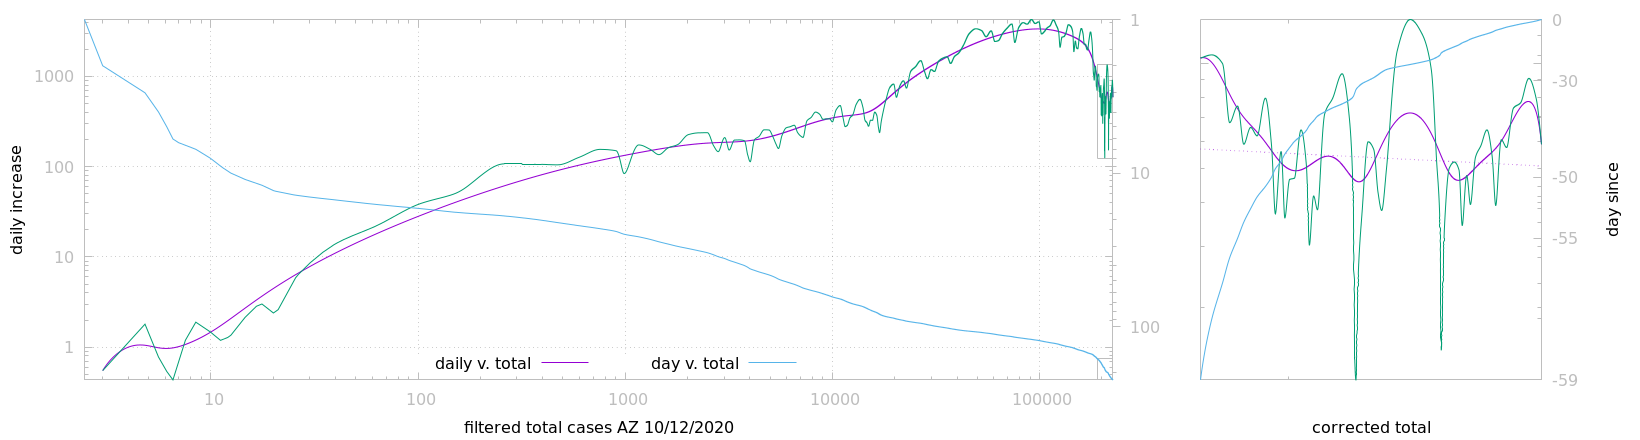 1000
100
10
1
daily increase
10
100
1000
10000
100000
filtered total cases AZ 10/12/2020
daily v. total
day v. total
1
10
100
0
-30
-50
-55
-59
day since
corrected total